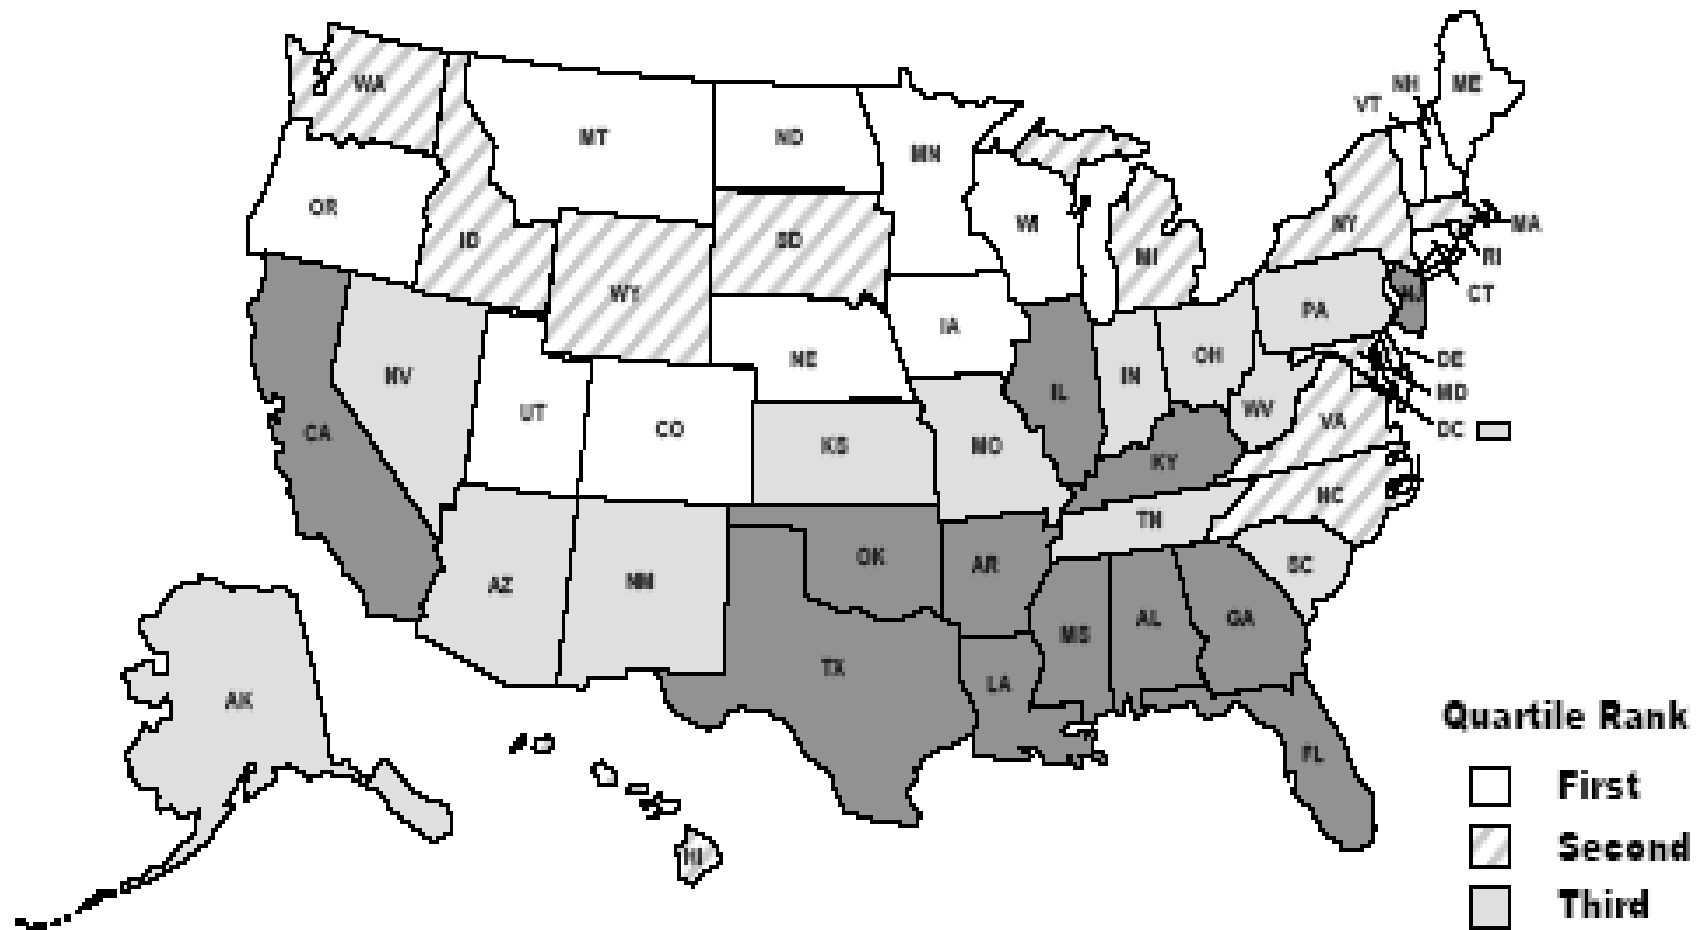 WA
MT
ND
MN
NH
ME
VT
OR
ID
SD
WI
MI
NY
MA
RI
WY
CT
NJ
IA
PA
NE
OH
DE
NV
IN
MD
UT
CO
IL
WV
VA
DC
CA
KS
MO
KY
NC
TN
OK
AR
SC
AZ
NM
MS
AL
GA
TX
LA
AK
FL
HI
Quartile Rank
First
Second
Third